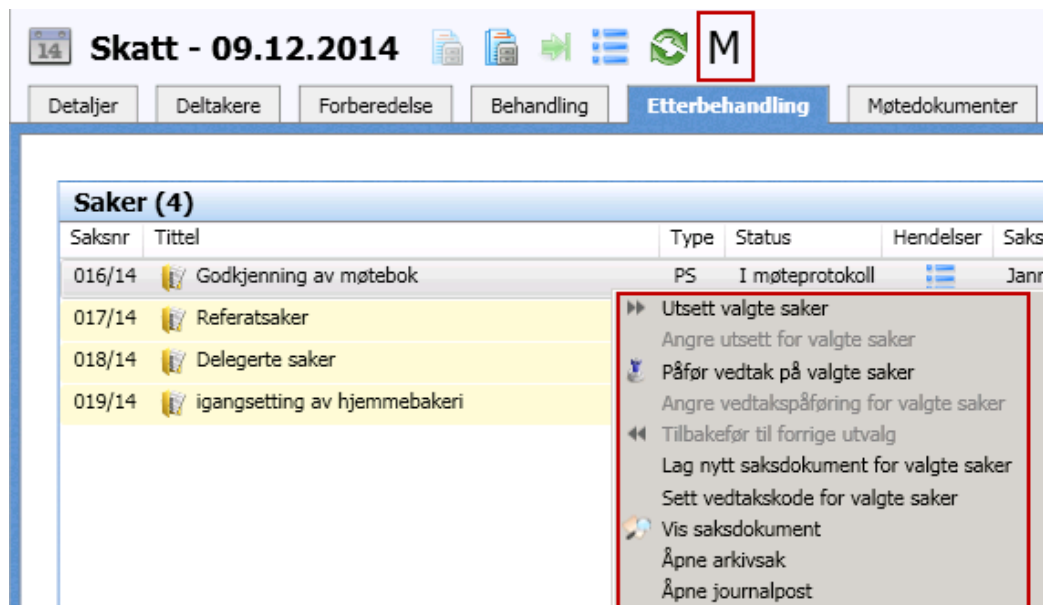 14 Skatt - 09.12.2014 M
Detaljer Deltakere Forberedelse Behandling Etterbehandling Møtedokumenter
Saker (4)
Saksnr Tittel Type Status Hendelser Saks
016/14 Godkjenning av møtebok PS I møteprotokoll Janr
017/14 Referatsaker
018/14 Delegerte saker
019/14 igangsetting av hjemmebakeri
Utsett valgte saker
Angre utsett for valgte saker
Påfør vedtak på valgte saker
Angre vedtakspåføring for valgte saker
Tilbakefør til forrige utvalg
Lag nytt saksdokument for valgte saker
Sett vedtakskode for valgte saker
Vis saksdokument
Åpne arkivsak
Åpne journalpost